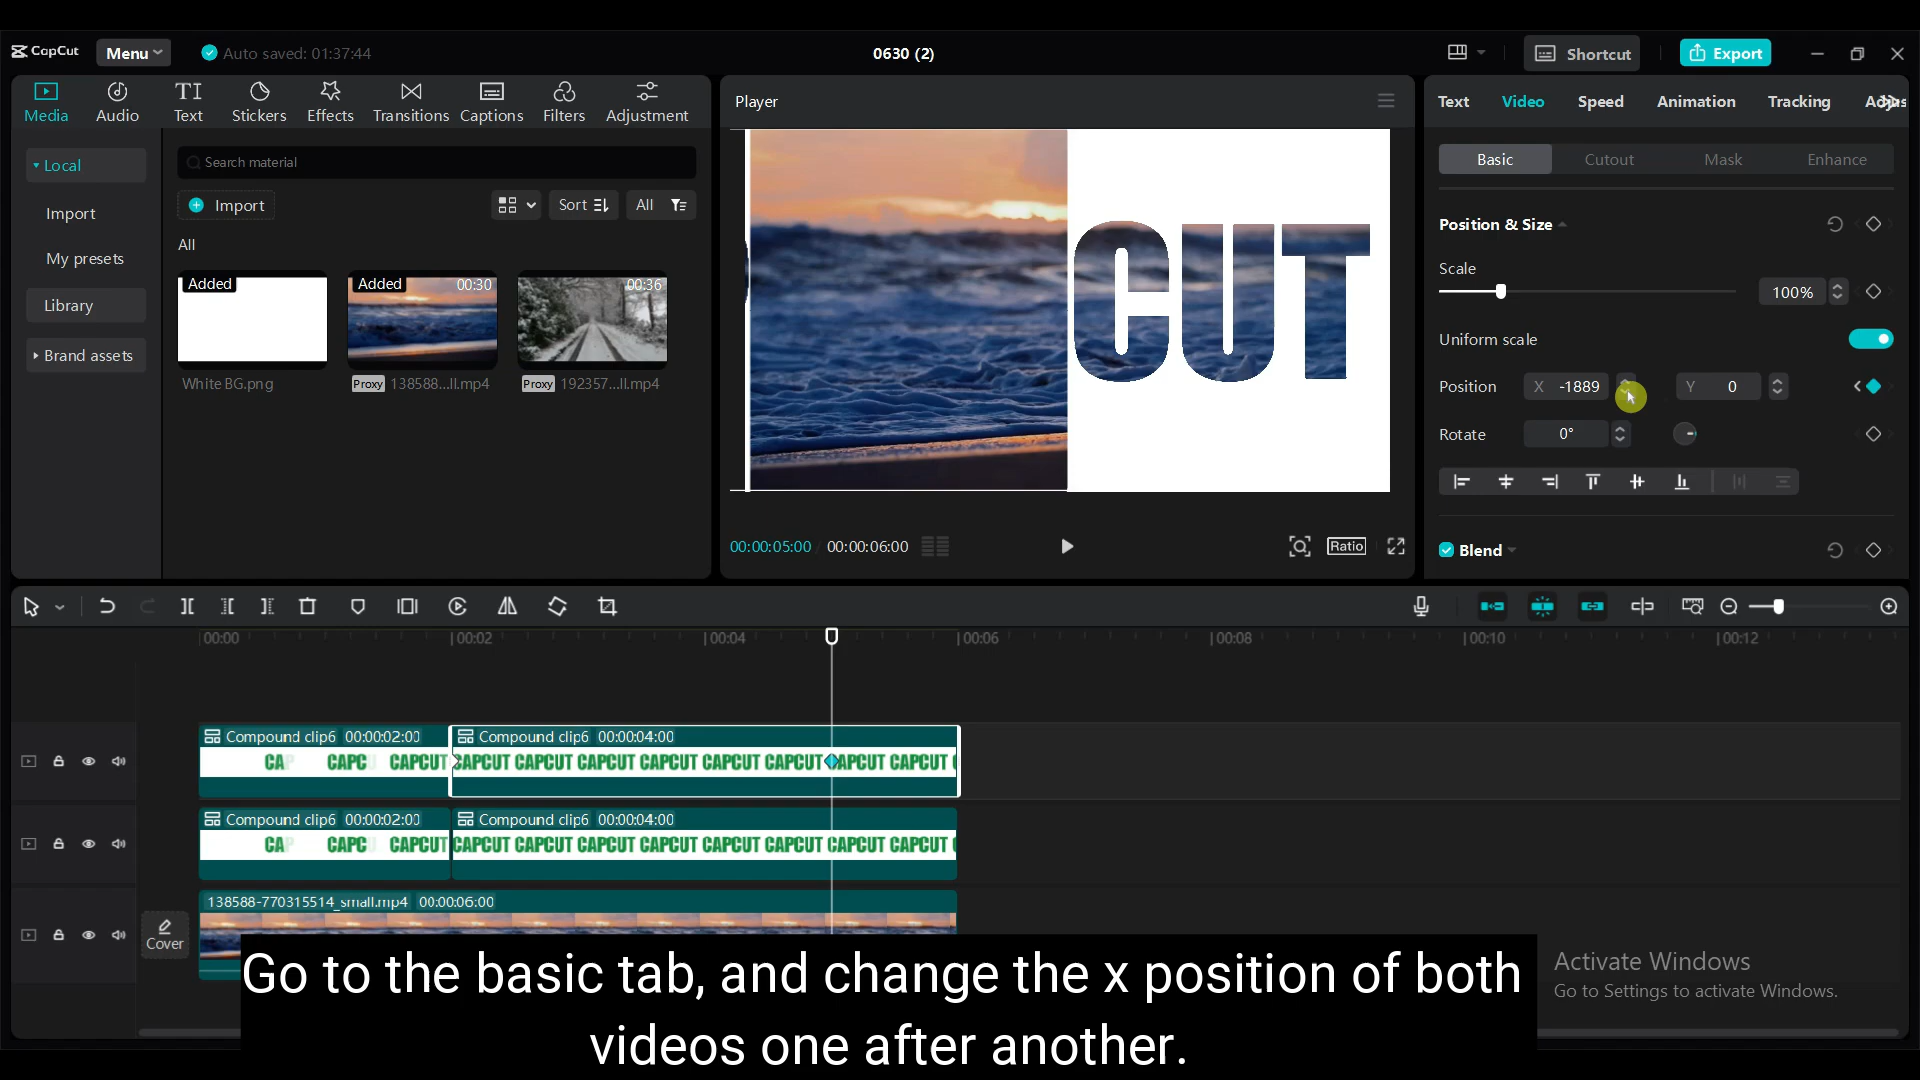 CapCut Menu Auto saved: 01:37:44 0630 (2) Shortcut Export
Media Audio Text Stickers Effects Transitions Captions Filters Adjustment
Local
Import
My presets
Library
Brand assets
Search material
Import Sort All
All
Added Added 00:30 00:36
White BG.png Proxy 138588...ll.mp4 Proxy 192357...ll.mp4
Player
CUT
00:00:05:00 00:00:06:00 Ratio
Text Video Speed Animation Tracking
Basic Cutout Mask Enhance
Position & Size
Scale
100%
Uniform scale
Position X -1889 Y 0
Rotate 0°
Blend
00:00 00:02 00:04 00:06 00:08 00:10 00:12
Compound clip6 00:00:02:00 Compound clip6 00:00:04:00
CAP CAPC CAPCUT CAPCUT CAPCUT CAPCUT CAPCUT CAPCUT CAPCUT CAPCUT CAPCUT
Compound clip6 00:00:02:00 Compound clip6 00:00:04:00
CAP CAPC CAPCUT CAPCUT CAPCUT CAPCUT CAPCUT CAPCUT CAPCUT CAPCUT CAPCUT
138588-770315514_small.mp4 00:00:06:00
Cover
Go to the basic tab, and change the x position of both
videos one after another.
Activate Windows
Go to Settings to activate Windows.